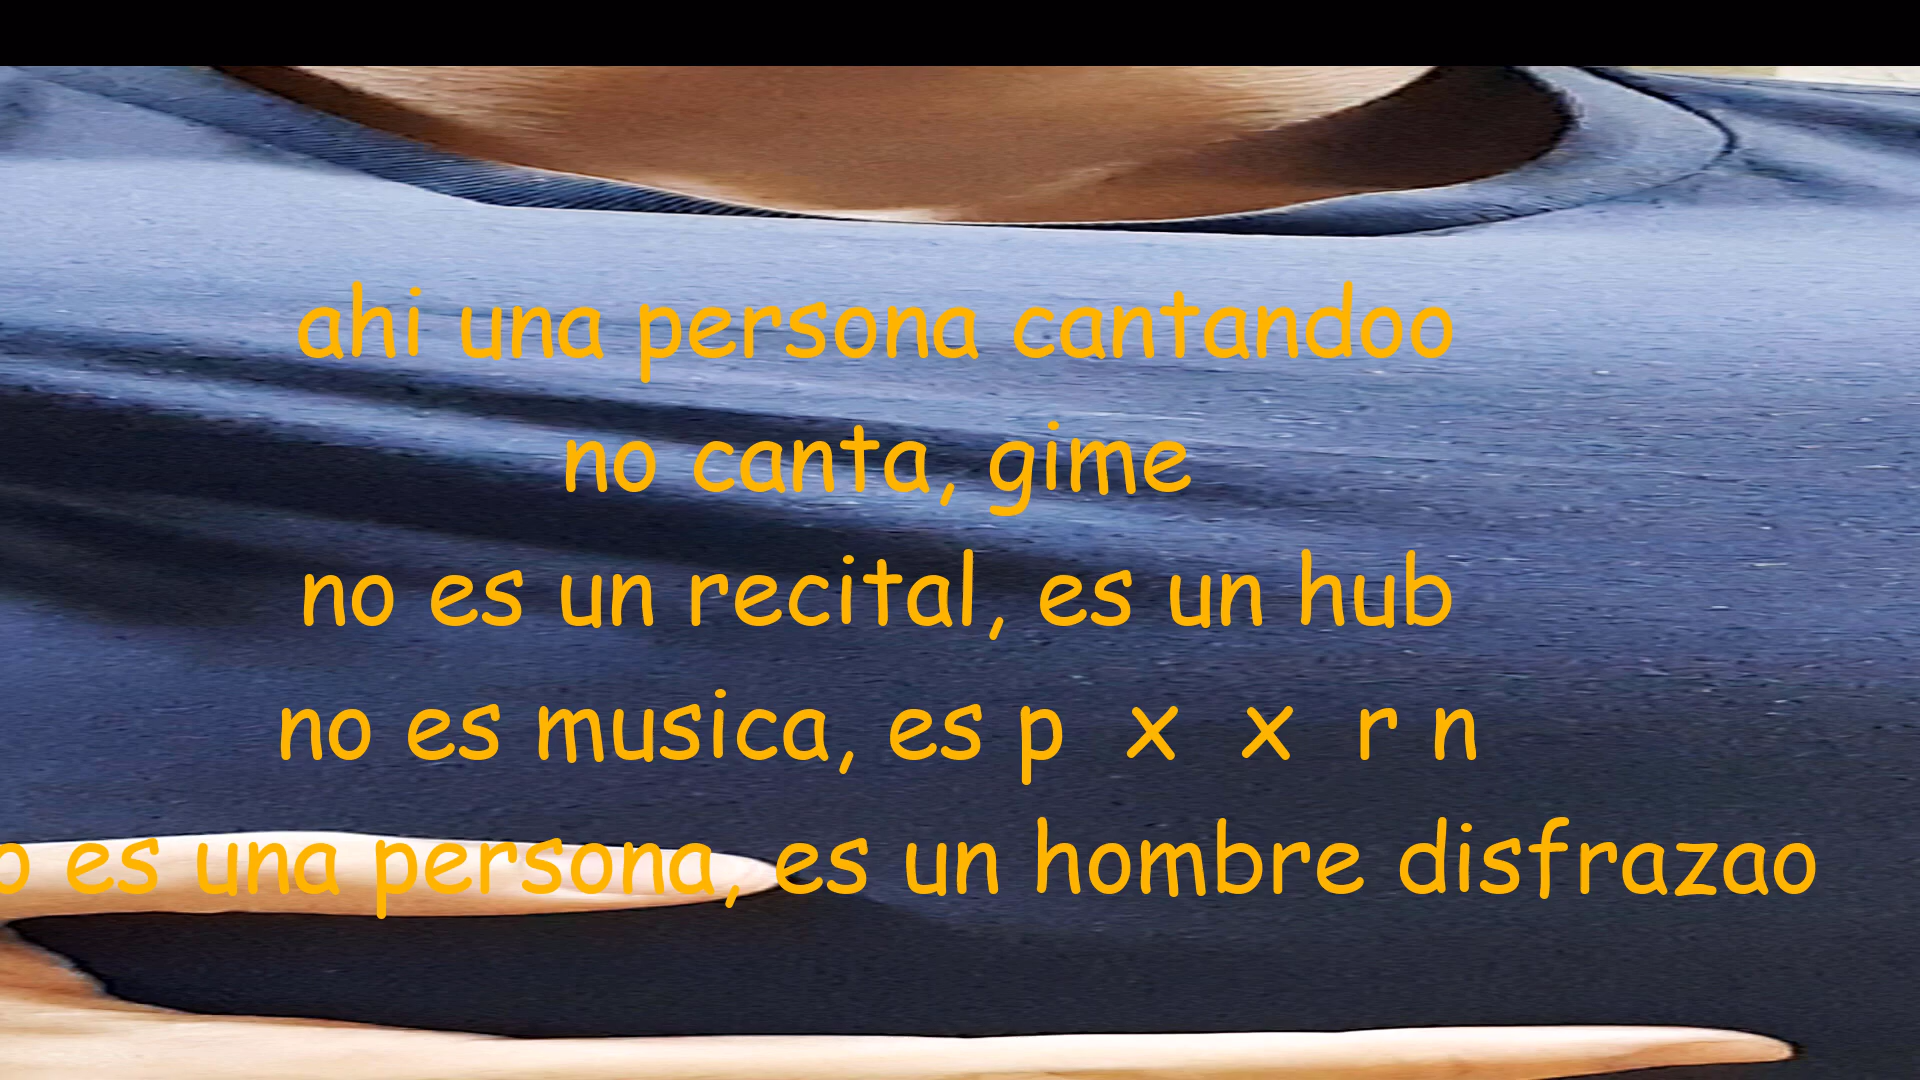 ahi una persona cantandoo
no canta, gime
no es un recital, es un hub
no es musica, es p x x r n
es una persona, es un hombre disfrazao